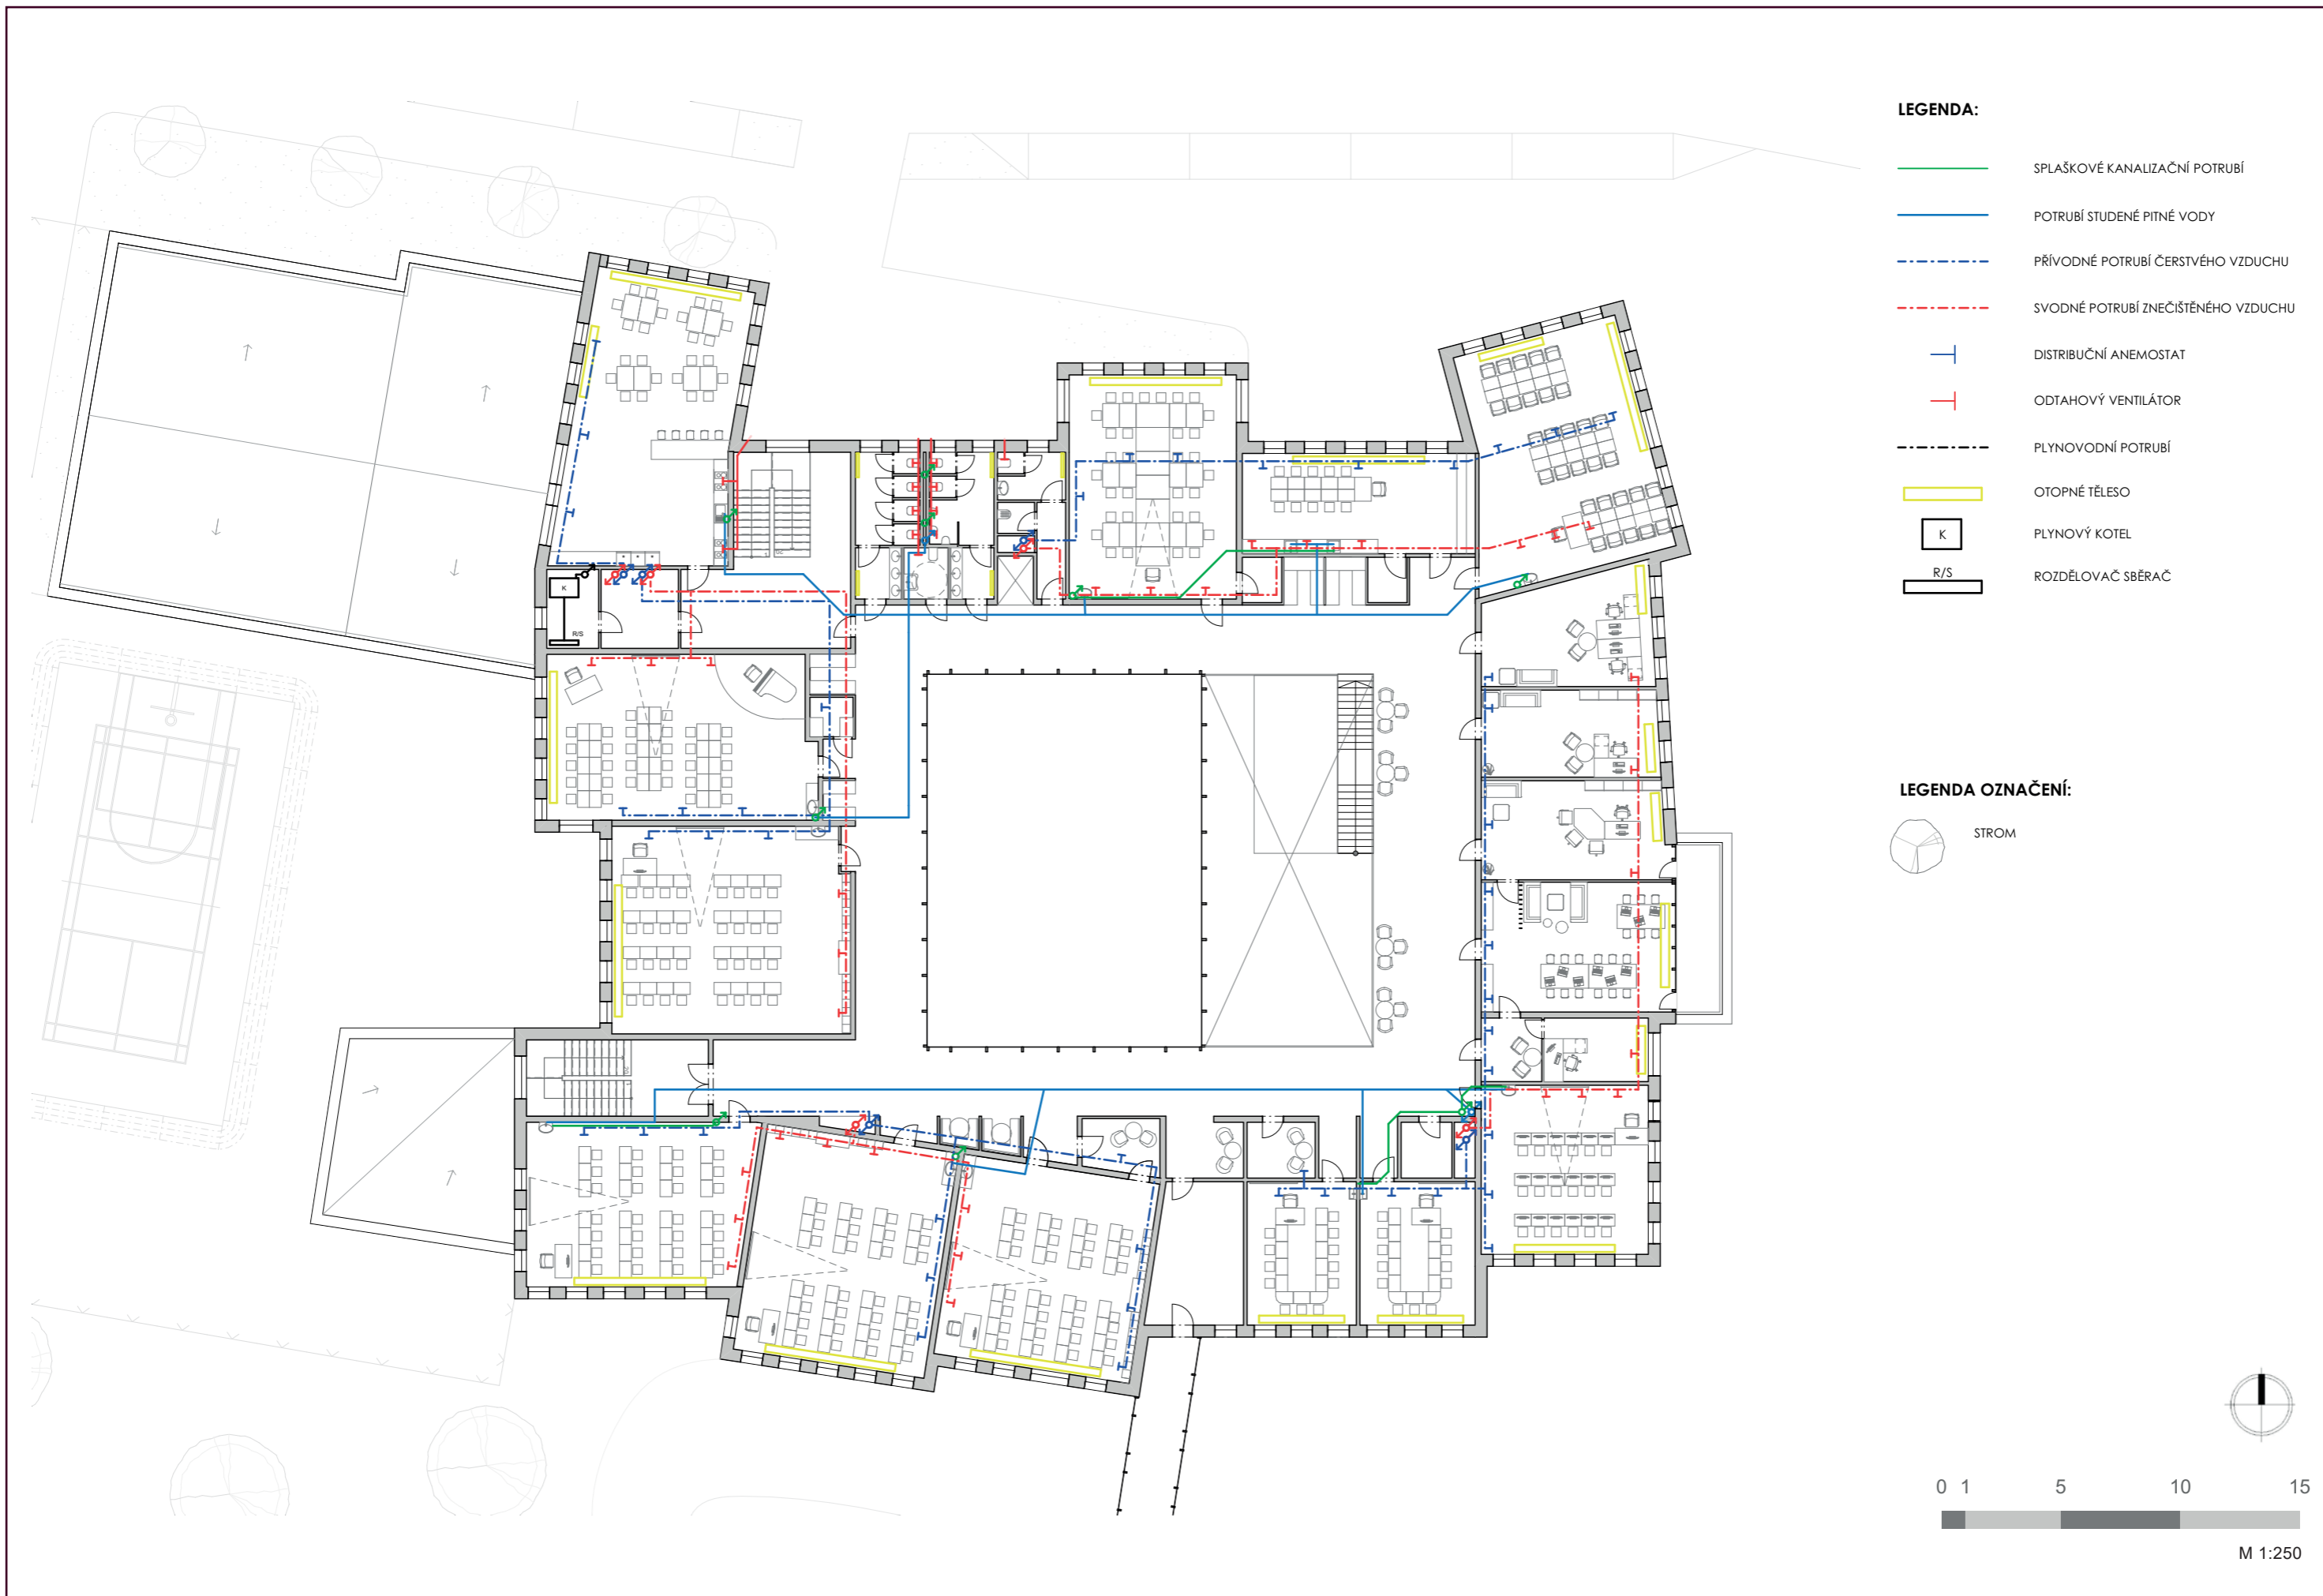 LEGENDA:
SPLAŠKOVÉ KANALIZAČNÍ POTRUBÍ
POTRUBÍ STUDENÉ PITNÉ VODY
PŘÍVODNÉ POTRUBÍ ČERSTVÉHO VZDUCHU
SVODNÉ POTRUBÍ ZNEČIŠTĚNÉHO VZDUCHU
DISTRIBUČNÍ ANEMOSTAT
ODTAHOVÝ VENTILÁTOR
PLYNOVODNÍ POTRUBÍ
OTOPNÉ TĚLESO
K PLYNOVÝ KOTEL
R/S ROZDĚLOVAČ SBĚRAČ
K
R/S
LEGENDA OZNAČENÍ:
STROM
0 1 5 10 15
M 1:250